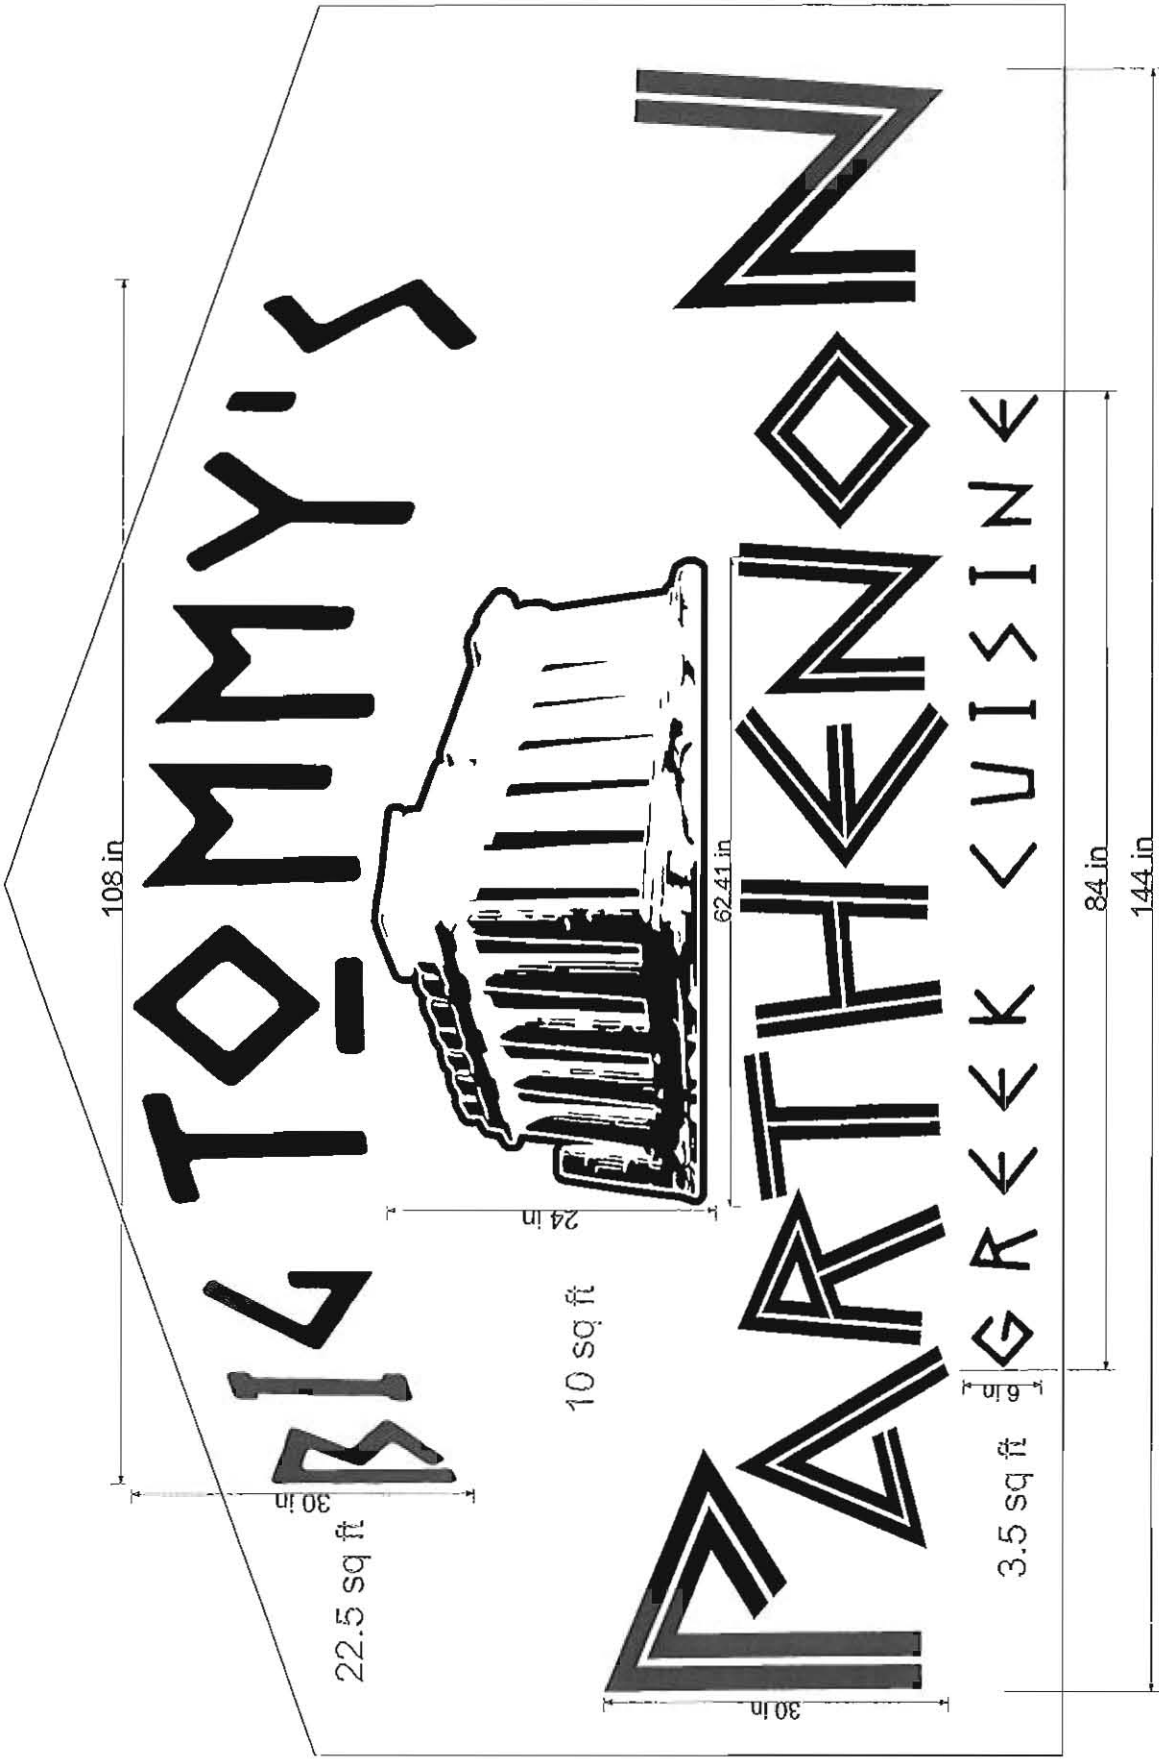 108 in
BIG TOMMY'S
30 in
22.5 sq ft
24 in
10 sq ft
62.41 in
PARTHENON
30 in
GREEK CUISINE
6 in
3.5 sq ft
84 in
144 in